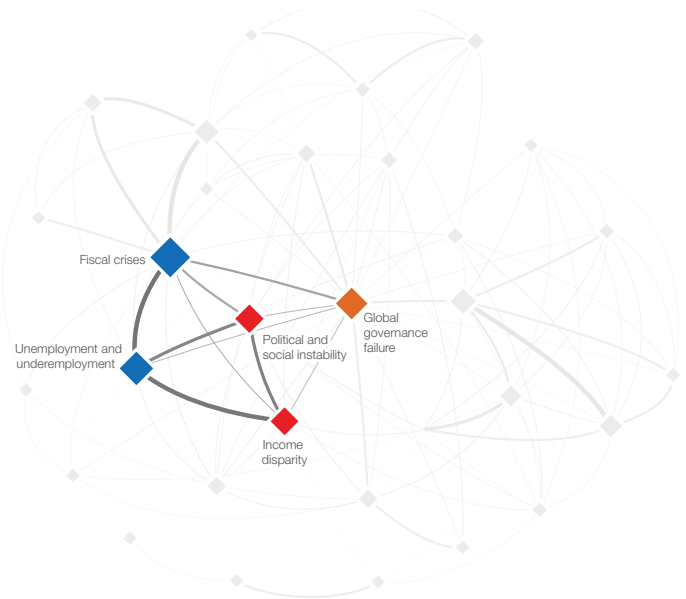 Fiscal crises
Global
governance
failure
Political and
social instability
Unemployment and
underemployment
Income
disparity